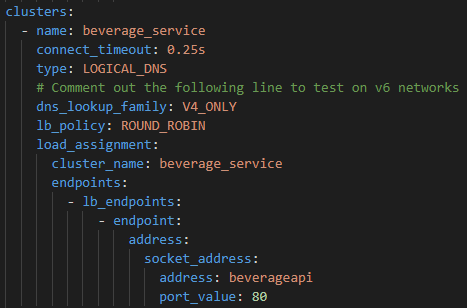 clusters:
- name: beverage_service
connect_timeout: 0.25s
type: LOGICAL_DNS
# Comment out the following line to test on v6 networks
dns_lookup_family: V4_ONLY
lb_policy: ROUND_ROBIN
load_assignment:
cluster_name: beverage_service
endpoints:
- lb_endpoints:
- endpoint:
address:
socket_address:
address: beverageapi
port_value: 80